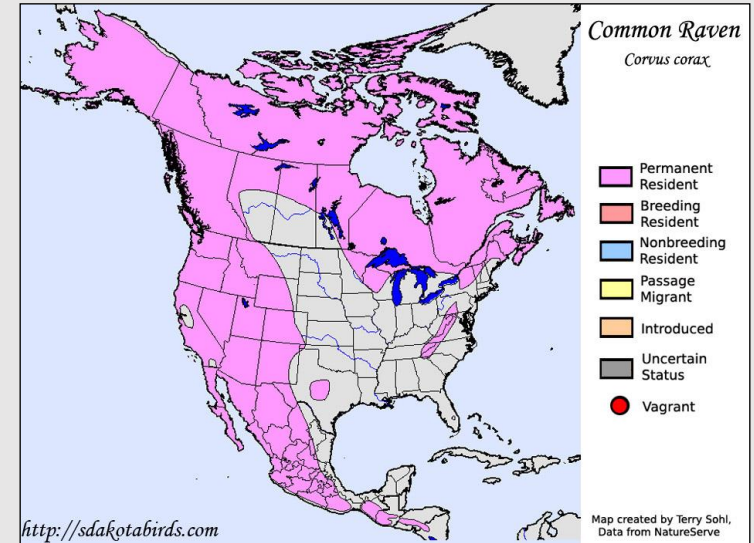 Common Raven
Corvus corax
Permanent
Resident
Breeding
Resident
Nonbreeding
Resident
Passage
Migrant
Introduced
Uncertain
Status
Vagrant
Map created by Terry Sohl,
Data from NatureServe
http://sdakotabirds.com